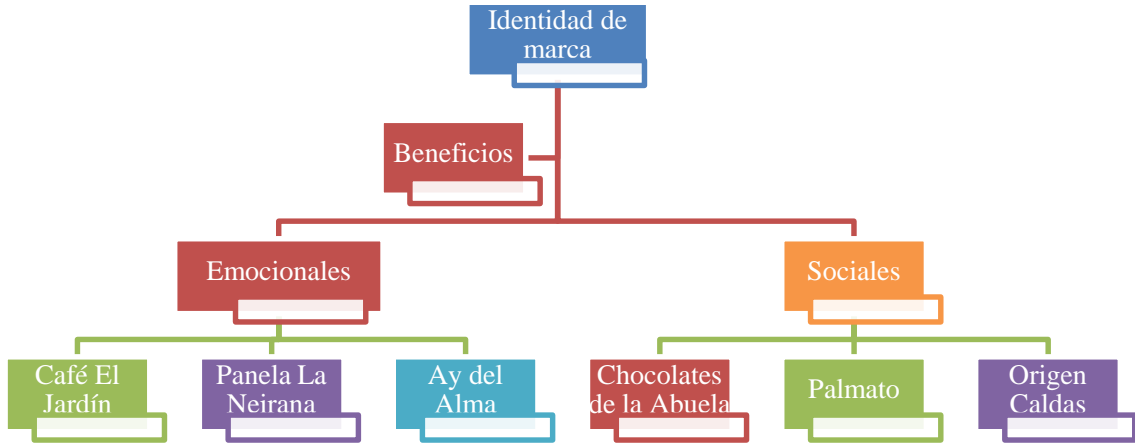 Identidad de
marca
Beneficios
Emocionales
Sociales
Café El
Jardín
Panela La
Neirana
Ay del
Alma
Chocolates
de la Abuela
Palmato
Origen
Caldas